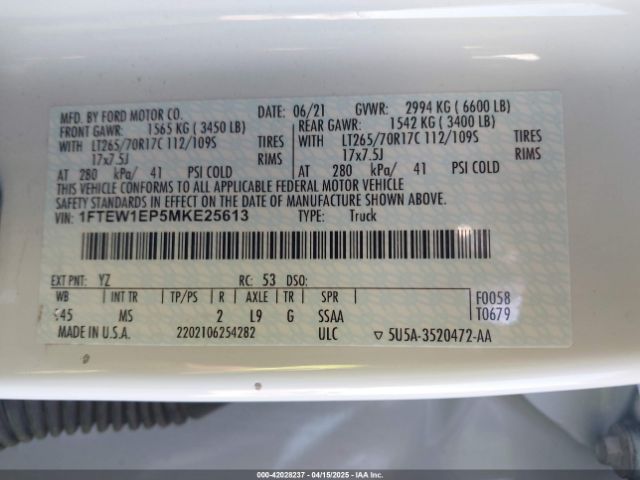 MFD. BY FORD MOTOR CO. DATE: 06/21 GVWR: 2994 KG ( 6600 LB)
FRONT GAWR: 1565 KG ( 3450 LB) REAR GAWR: 1542 KG ( 3400 LB)
WITH LT265/70R17C 112/109S TIRES WITH LT265/70R17C 112/109S TIRES
17x7.5J RIMS 17x7.5J RIMS
AT 280 kPa/ 41 PSI COLD AT 280 kPa/ 41 PSI COLD
THIS VEHICLE CONFORMS TO ALL APPLICABLE FEDERAL MOTOR VEHICLE
SAFETY STANDARDS IN EFFECT ON THE DATE OF MANUFACTURE SHOWN ABOVE.
VIN: 1FTEW1EP5MKE25613 TYPE: Truck
EXT PNT: YZ RC: 53 DSO:
WB INT TR TP/PS R AXLE TR SPR F0058
45 MS 2 L9 G SSAA T0679
MADE IN U.S.A. 2202106254282 ULC ▽ 5U5A-3520472-AA
000-42028237 - 04/15/2025 - IAA Inc.